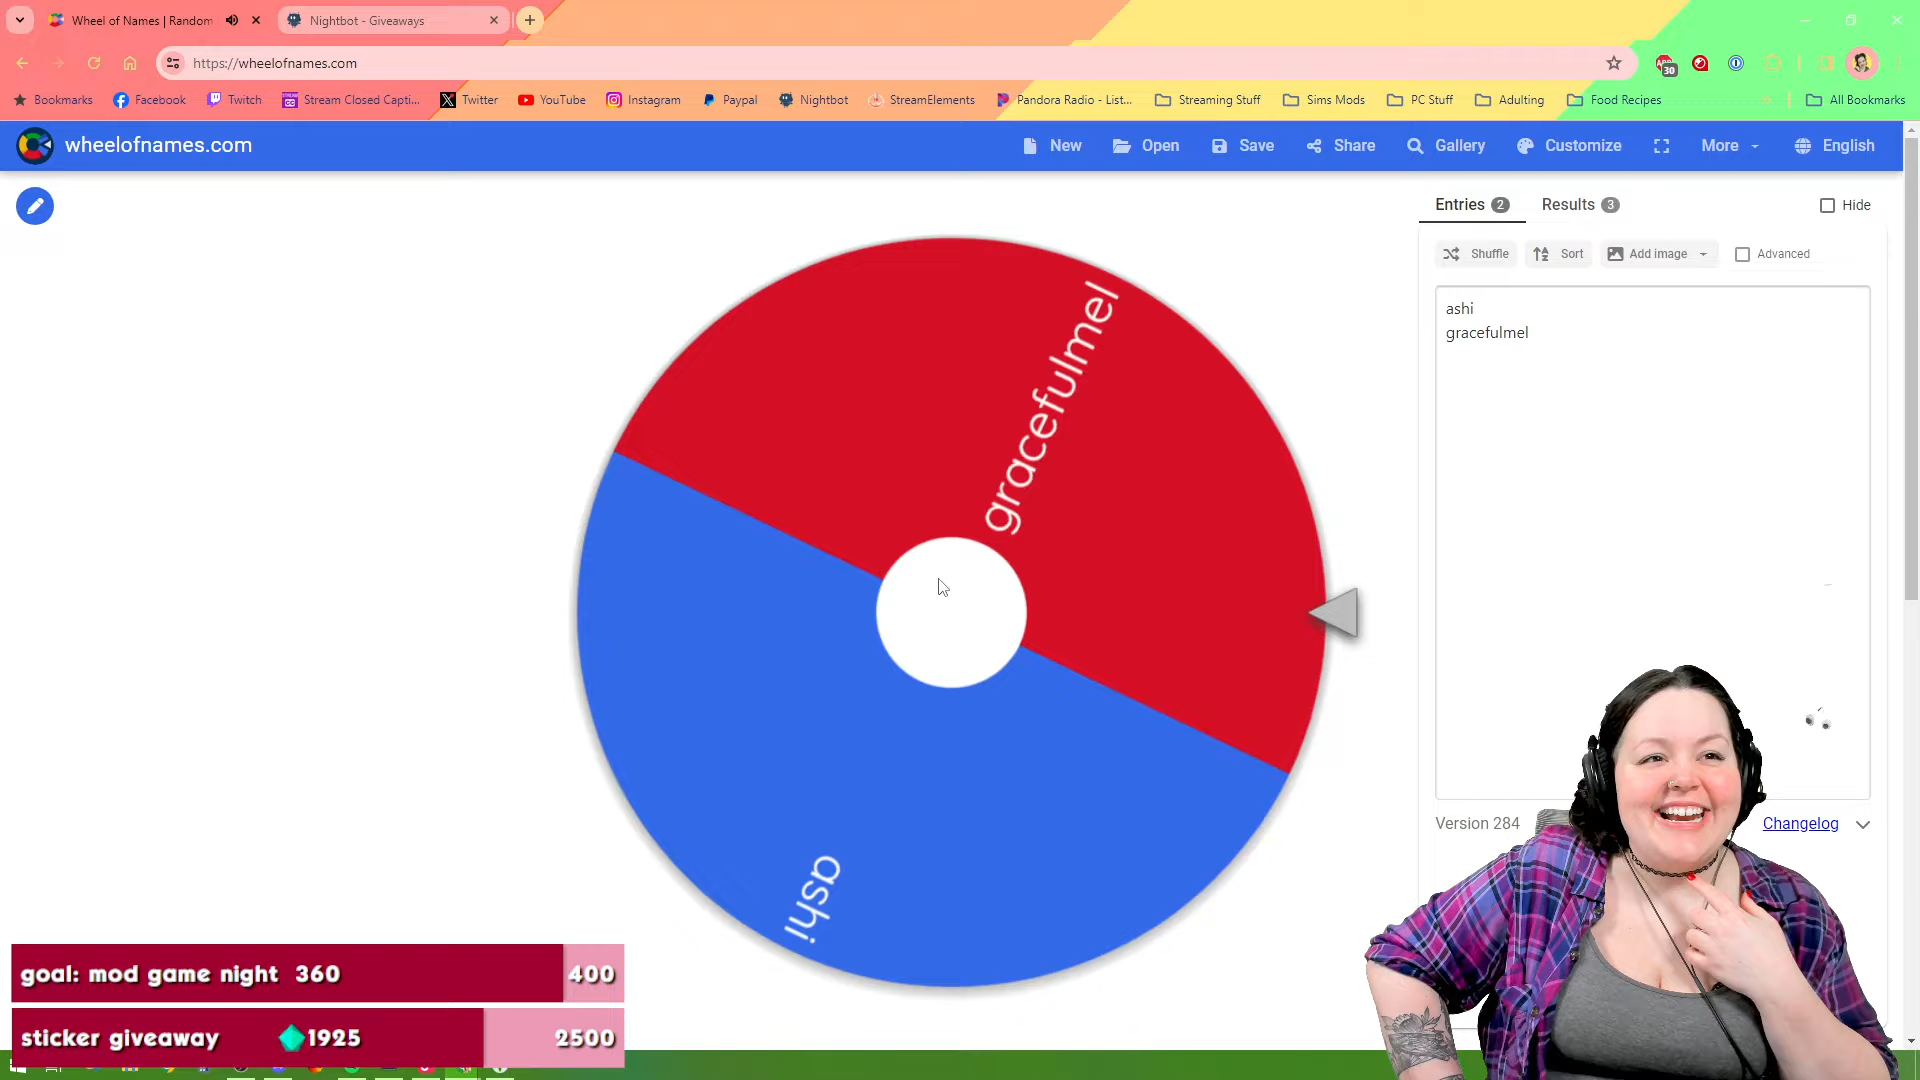 Wheel of Names | Random
Nightbot - Giveaways
https://wheelofnames.com
30
Bookmarks
Facebook
Twitch
Stream Closed Capti...
Twitter
YouTube
Instagram
Paypal
Nightbot
StreamElements
Pandora Radio - List...
Streaming Stuff
Sims Mods
PC Stuff
Adulting
Food Recipes
All Bookmarks
wheelofnames.com
New
Open
Save
Share
Gallery
Customize
More
English
Entries 2
Results 3
Hide
Shuffle
Sort
Add image
Advanced
ashi
gracefulmel
gracefulmel
ashi
Version 284
Changelog
goal: mod game night 360
400
sticker giveaway
1925
2500